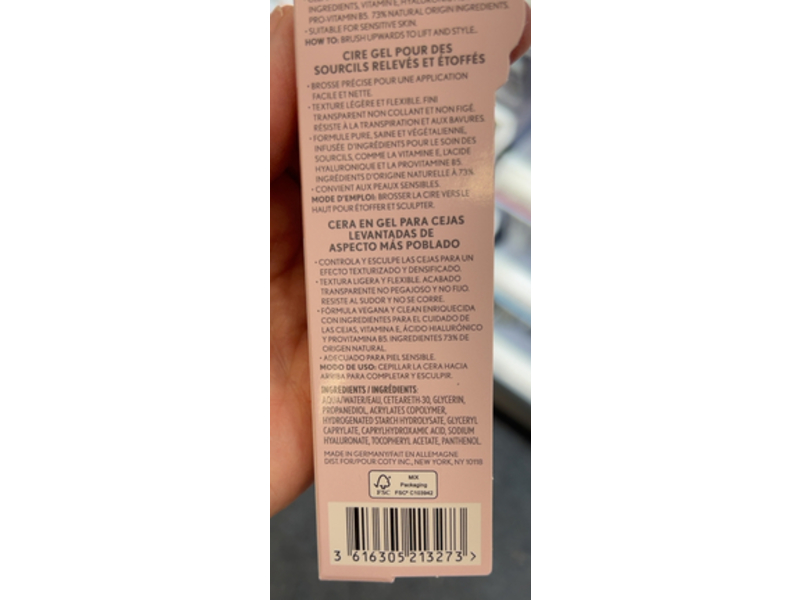 INGREDIENTS, VITAMIN E, HYALURONIC
PRO-VITAMIN B5. 73% NATURAL ORIGIN INGREDIENTS.
• SUITABLE FOR SENSITIVE SKIN.
HOW TO: BRUSH UPWARDS TO LIFT AND STYLE.
CIRE GEL POUR DES
SOURCILS RELEVÉS ET ÉTOFFÉS
• BROSSE PRÉCISE POUR UNE APPLICATION
FACILE ET NETTE.
• TEXTURE LÉGÈRE ET FLEXIBLE. FINI
TRANSPARENT NON COLLANT ET NON FIGÉ.
RÉSISTE À LA TRANSPIRATION ET AUX BAVURES.
• FORMULE PURE, SAINE ET VÉGÉTALIENNE,
INFUSÉE D'INGRÉDIENTS POUR LE SOIN DES
SOURCILS, COMME LA VITAMINE E, L'ACIDE
HYALURONIQUE ET LA PROVITAMINE B5.
INGRÉDIENTS D'ORIGINE NATURELLE À 73%
• CONVIENT AUX PEAUX SENSIBLES.
MODE D'EMPLOI: BROSSER LA CIRE VERS LE
HAUT POUR ÉTOFFER ET SCULPTER.
CERA EN GEL PARA CEJAS
LEVANTADAS DE
ASPECTO MÁS POBLADO
• CONTROLA Y ESCULPE LAS CEJAS PARA UN
EFECTO TEXTURIZADO Y DENSIFICADO.
• TEXTURA LIGERA Y FLEXIBLE. ACABADO
TRANSPARENTE NO PEGAJOSO Y NO FIJO.
RESISTE AL SUDOR Y NO SE CORRE.
• FÓRMULA VEGANA Y CLEAN ENRIQUECIDA
CON INGREDIENTES PARA EL CUIDADO DE
LAS CEJAS, VITAMINA E, ÁCIDO HIALURÓNICO
Y PROVITAMINA B5. INGREDIENTES 73% DE
ORIGEN NATURAL.
• ADECUADO PARA PIEL SENSIBLE.
MODO DE USO: CEPILLAR LA CERA HACIA
ARRIBA PARA COMPLETAR Y ESCULPIR.
INGREDIENTS / INGRÉDIENTS:
AQUA/WATER/EAU, CETEARETH-30, GLYCERIN,
PROPANEDIOL, ACRYLATES COPOLYMER,
HYDROGENATED STARCH HYDROLYSATE, GLYCERYL
CAPRYLATE, CAPRYLHYDROXAMIC ACID, SODIUM
HYALURONATE, TOCOPHERYL ACETATE, PANTHENOL.
MADE IN GERMANY/FAIT EN ALLEMAGNE
DIST. FOR/POUR COTY INC., NEW YORK, NY 10118
MIX
Packaging
FSC FSC® C103942
3 616305 213273 >